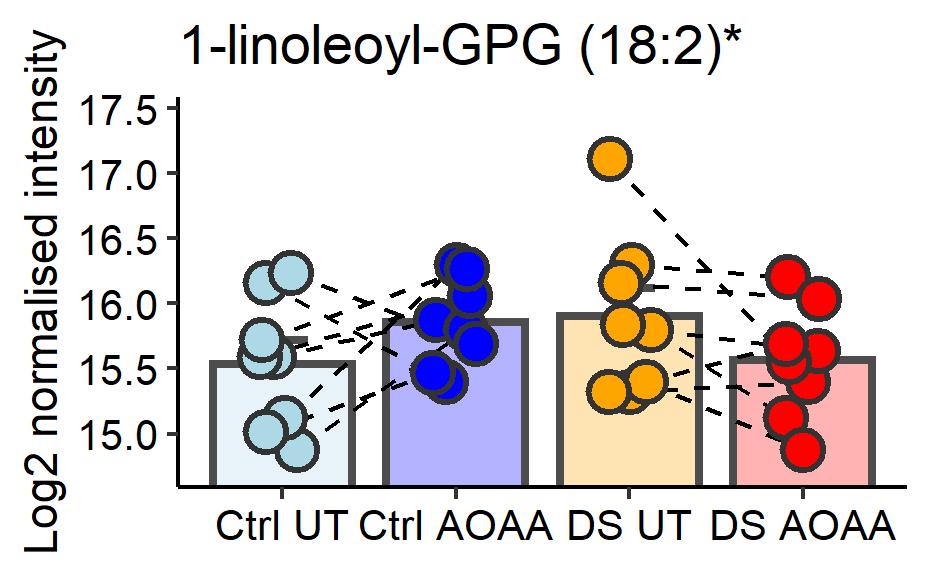 1-linoleoyl-GPG (18:2)*
Log2 normalised intensity
17.5
17.0
16.5
16.0
15.5
15.0
Ctrl UT Ctrl AOAA DS UT DS AOAA